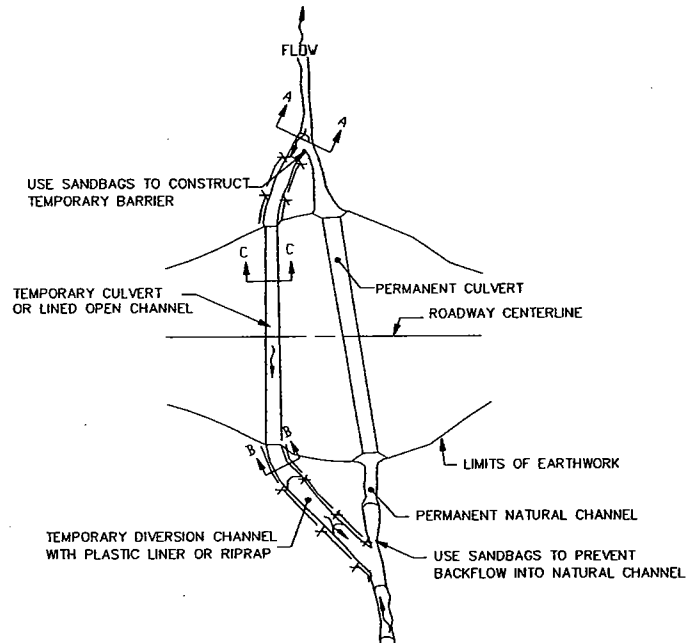 FLOW
A
A
USE SANDBAGS TO CONSTRUCT
TEMPORARY BARRIER
C
C
TEMPORARY CULVERT
OR LINED OPEN CHANNEL
PERMANENT CULVERT
ROADWAY CENTERLINE
B
B
LIMITS OF EARTHWORK
PERMANENT NATURAL CHANNEL
TEMPORARY DIVERSION CHANNEL
WITH PLASTIC LINER OR RIPRAP
USE SANDBAGS TO PREVENT
BACKFLOW INTO NATURAL CHANNEL